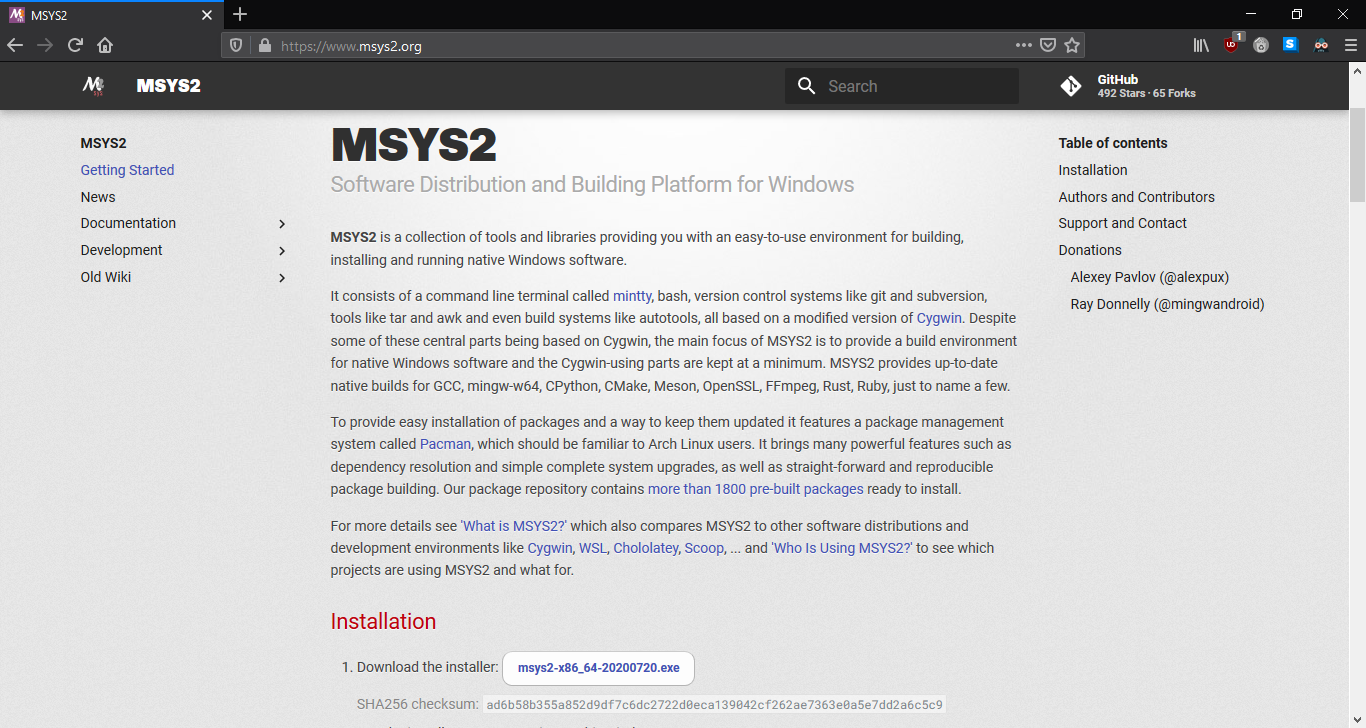 MSYS2
https://www.msys2.org
1
MSYS2
Search
GitHub
492 Stars · 65 Forks
MSYS2
Getting Started
News
Documentation
Development
Old Wiki
MSYS2
Software Distribution and Building Platform for Windows
MSYS2 is a collection of tools and libraries providing you with an easy-to-use environment for building,
installing and running native Windows software.
It consists of a command line terminal called mintty, bash, version control systems like git and subversion,
tools like tar and awk and even build systems like autotools, all based on a modified version of Cygwin. Despite
some of these central parts being based on Cygwin, the main focus of MSYS2 is to provide a build environment
for native Windows software and the Cygwin-using parts are kept at a minimum. MSYS2 provides up-to-date
native builds for GCC, mingw-w64, CPython, CMake, Meson, OpenSSL, FFmpeg, Rust, Ruby, just to name a few.
To provide easy installation of packages and a way to keep them updated it features a package management
system called Pacman, which should be familiar to Arch Linux users. It brings many powerful features such as
dependency resolution and simple complete system upgrades, as well as straight-forward and reproducible
package building. Our package repository contains more than 1800 pre-built packages ready to install.
For more details see 'What is MSYS2?' which also compares MSYS2 to other software distributions and
development environments like Cygwin, WSL, Chololatey, Scoop, ... and 'Who Is Using MSYS2?' to see which
projects are using MSYS2 and what for.
Installation
1. Download the installer: msys2-x86_64-20200720.exe
SHA256 checksum: ad6b58b355a852d9df7c6dc2722d0eca139042cf262ae7363e0a5e7dd2a6c5c9
Table of contents
Installation
Authors and Contributors
Support and Contact
Donations
Alexey Pavlov (@alexpux)
Ray Donnelly (@mingwandroid)